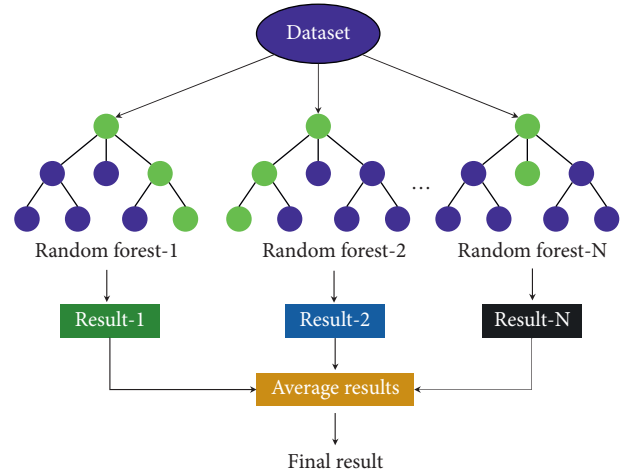 Dataset
...
Random forest-1
Random forest-2
Random forest-N
Result-1
Result-2
Result-N
Average results
Final result